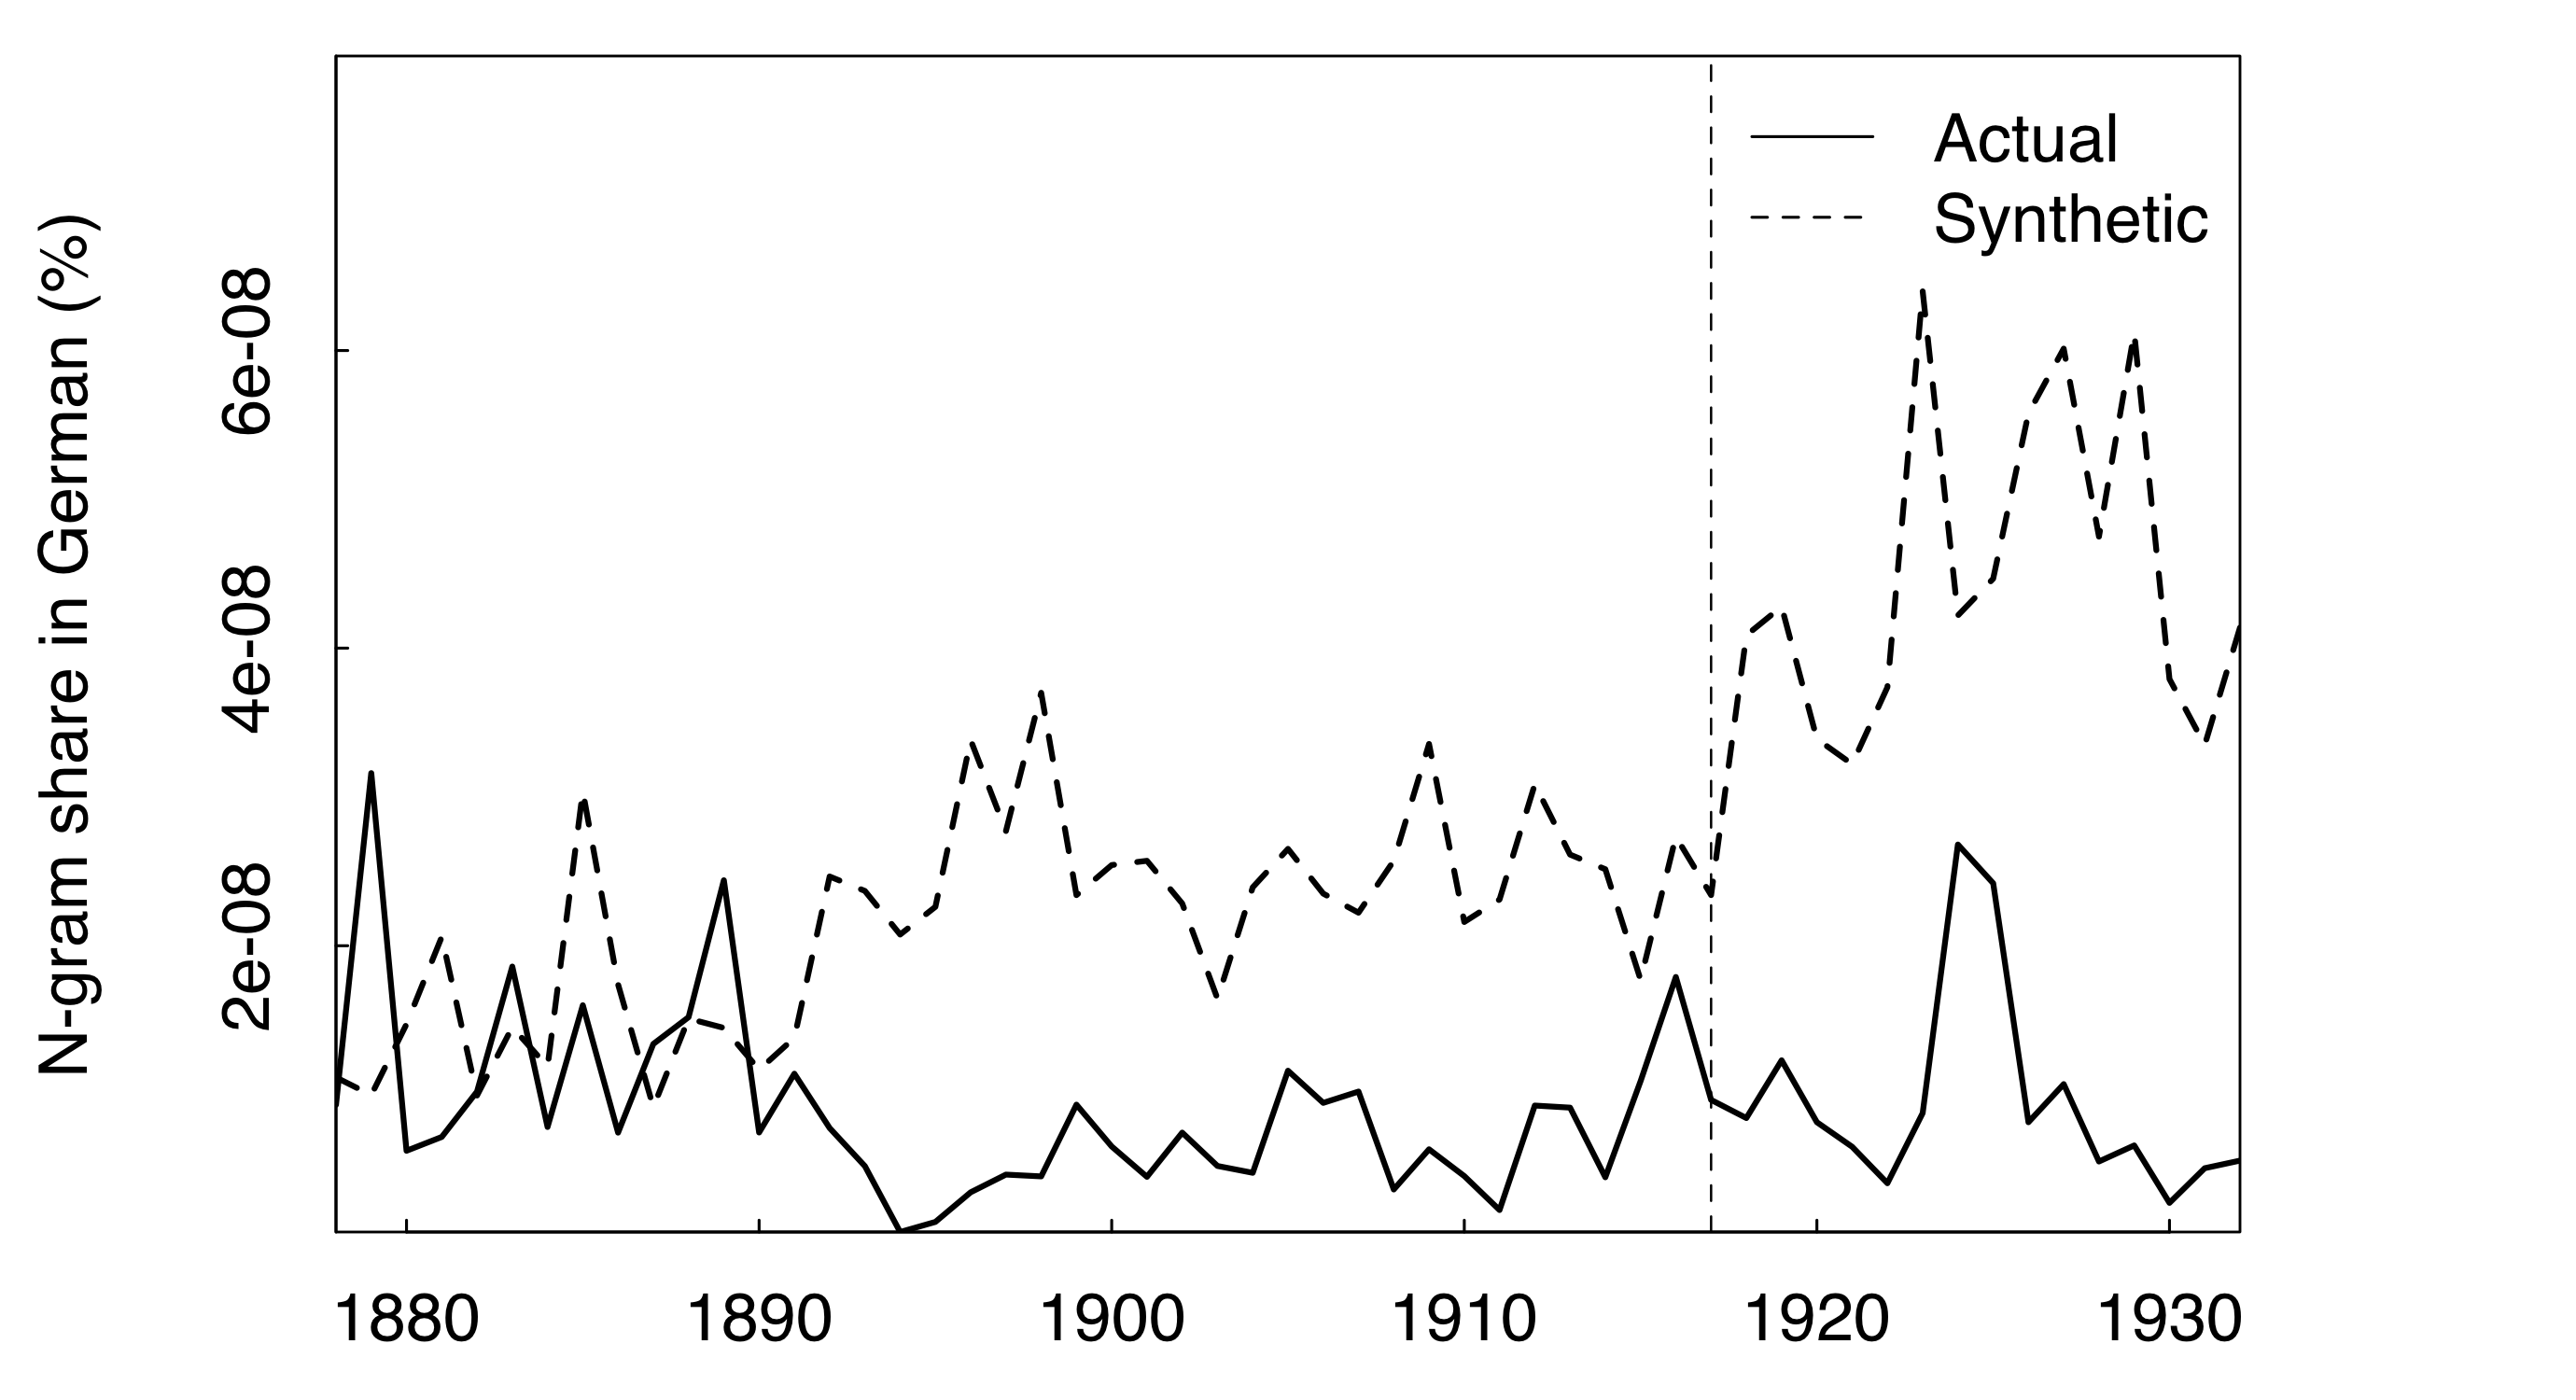 N-gram share in German (%)
6e-08
4e-08
2e-08
Actual
Synthetic
1880 1890 1900 1910 1920 1930